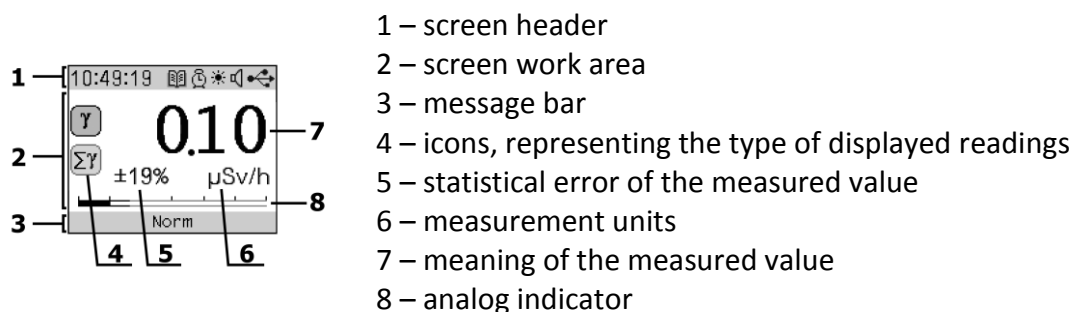 1
10:49:19
γ
0.10
7
2
Σγ
±19%
µSv/h
8
3
Norm
4
5
6
1 – screen header
2 – screen work area
3 – message bar
4 – icons, representing the type of displayed readings
5 – statistical error of the measured value
6 – measurement units
7 – meaning of the measured value
8 – analog indicator